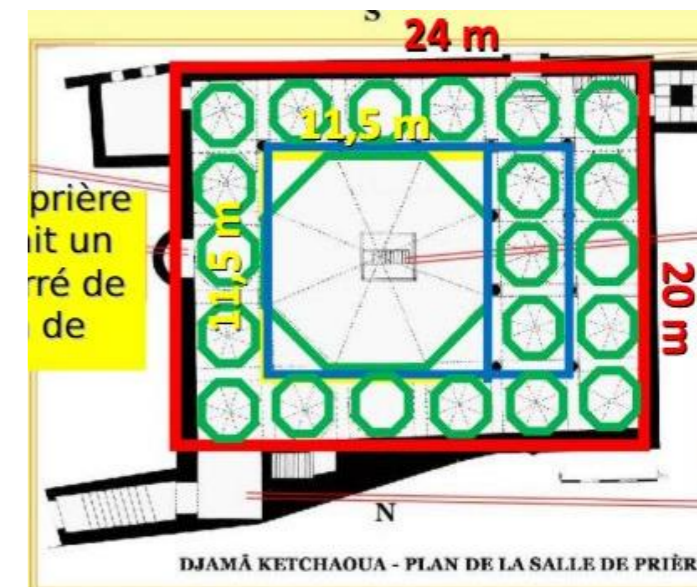 S
24 m
11,5 m
11,5 m
20 m
prière
ait un
rré de
de
N
DJAMÂ KETCHAOUA - PLAN DE LA SALLE DE PRIÈR